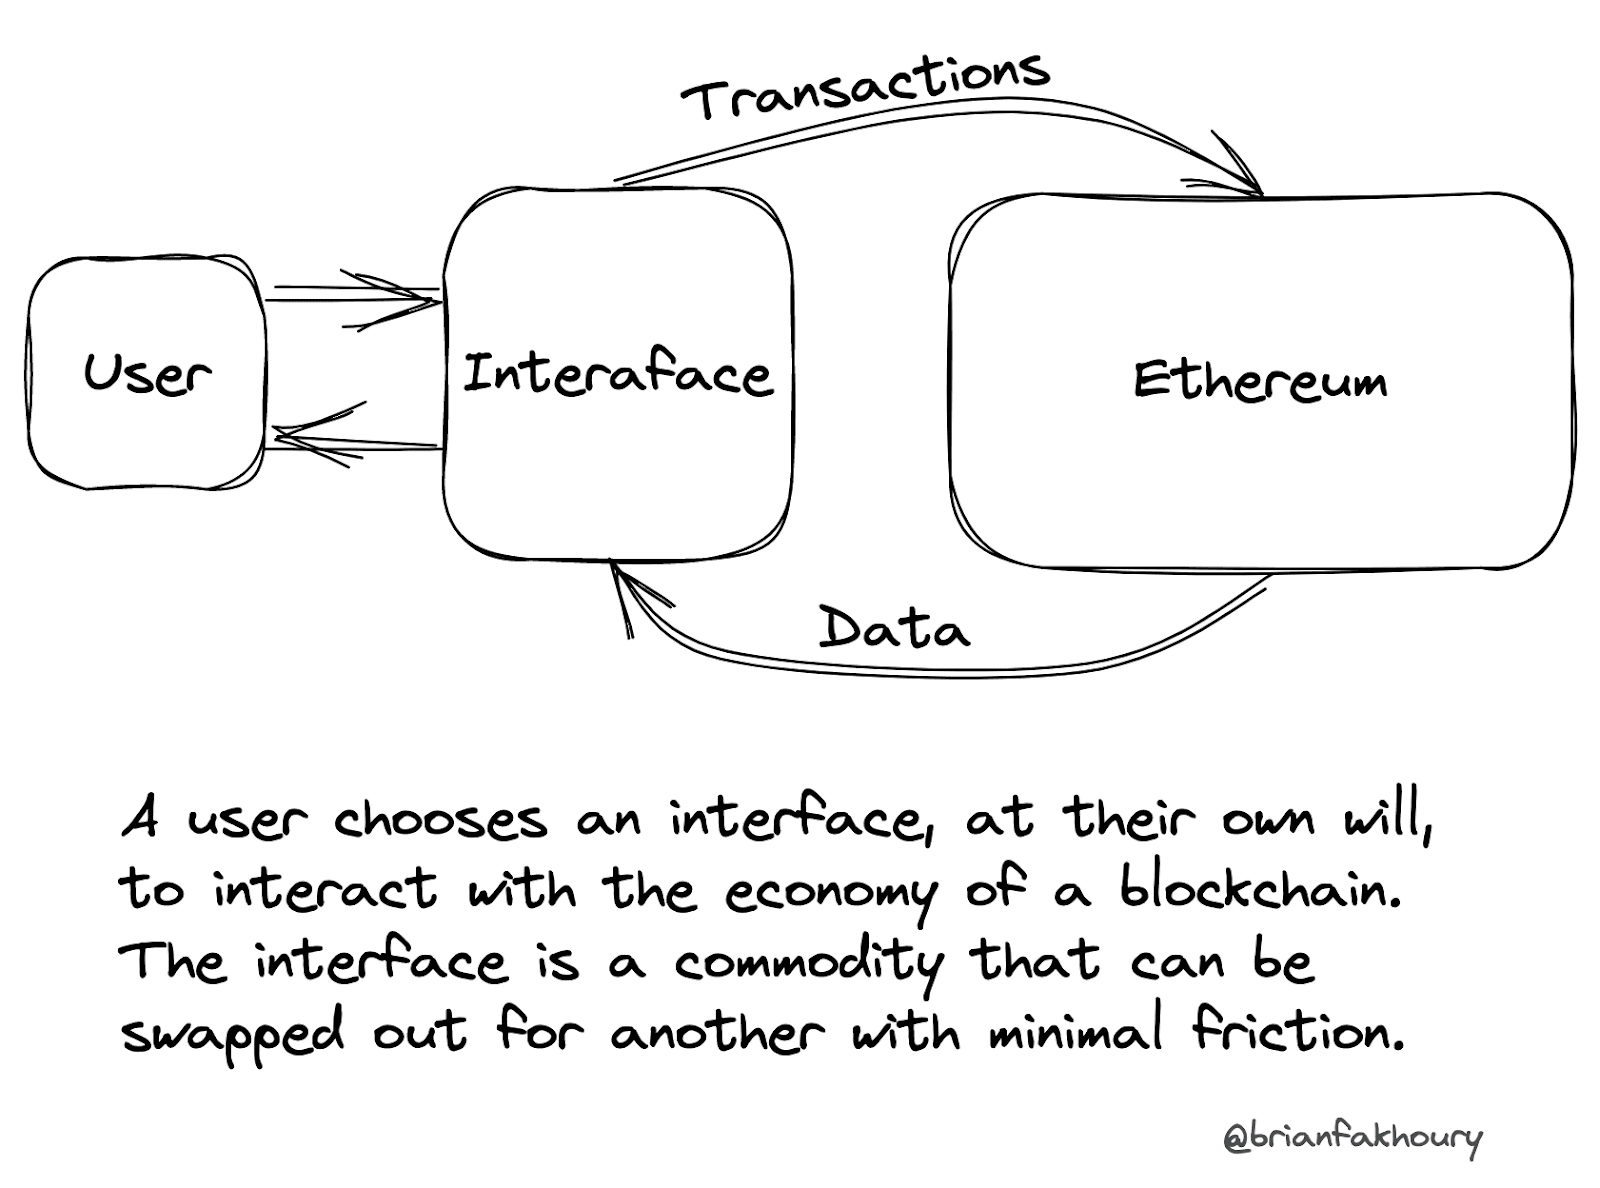 Transactions
User
Interaface
Ethereum
Data
A user chooses an interface, at their own will,
to interact with the economy of a blockchain.
The interface is a commodity that can be
swapped out for another with minimal friction.
@brianfakhoury